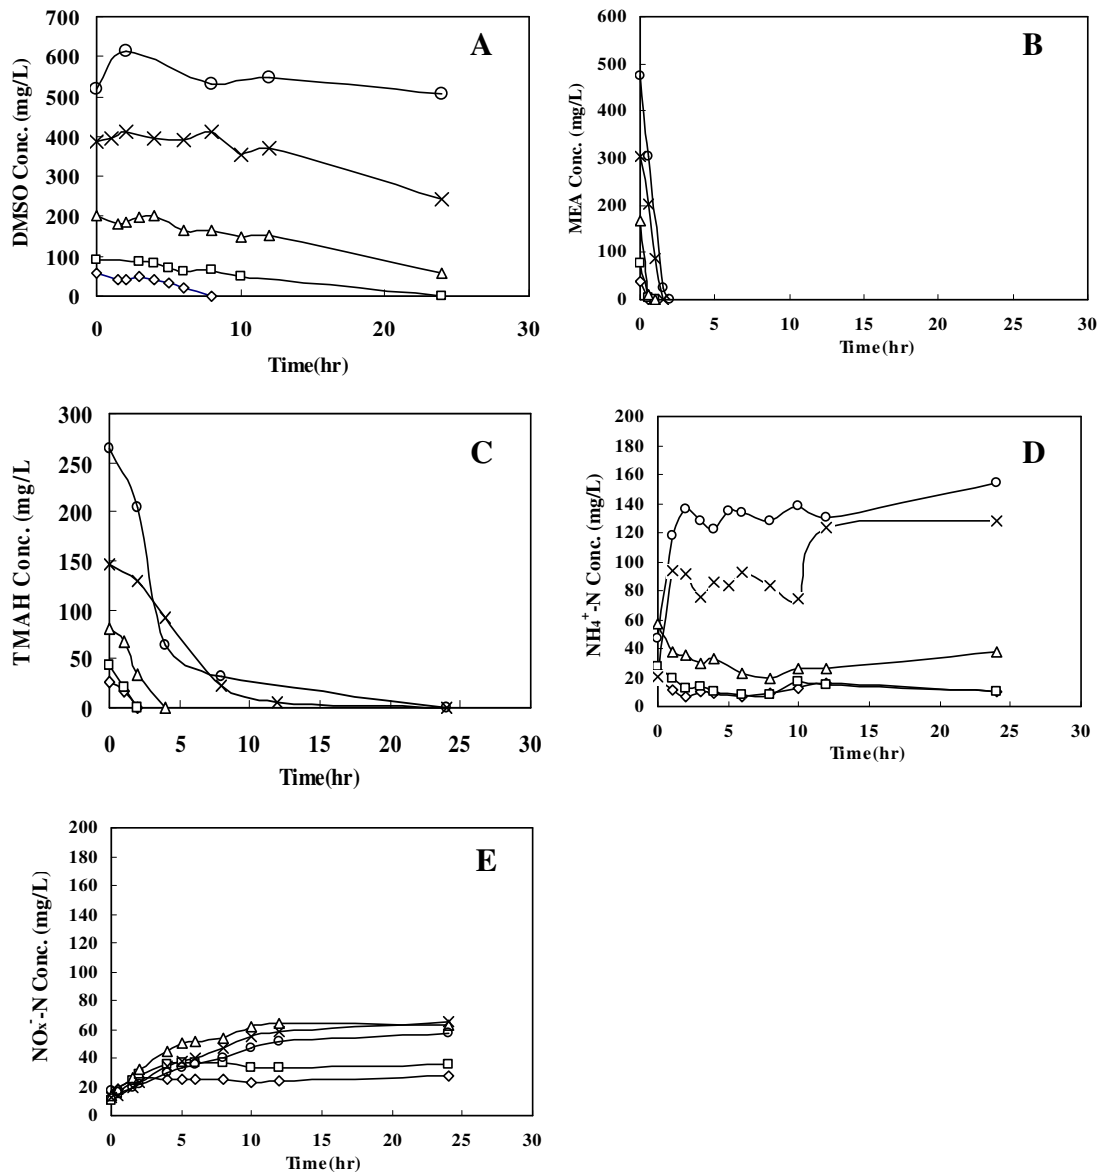 A
DMSO Conc. (mg/L)
700
600
500
400
300
200
100
0
0 10 20 30
Time(hr)
B
MEA Conc. (mg/L)
600
500
400
300
200
100
0
0 5 10 15 20 25 30
Time(hr)
C
TMAH Conc. (mg/L
300
250
200
150
100
50
0
0 5 10 15 20 25 30
Time(hr)
D
NH₄⁺-N Conc. (mg/L)
200
180
160
140
120
100
80
60
40
20
0
0 5 10 15 20 25 30
Time(hr)
E
NOₓ⁻-N Conc. (mg/L)
200
180
160
140
120
100
80
60
40
20
0
0 5 10 15 20 25 30
Time(hr)